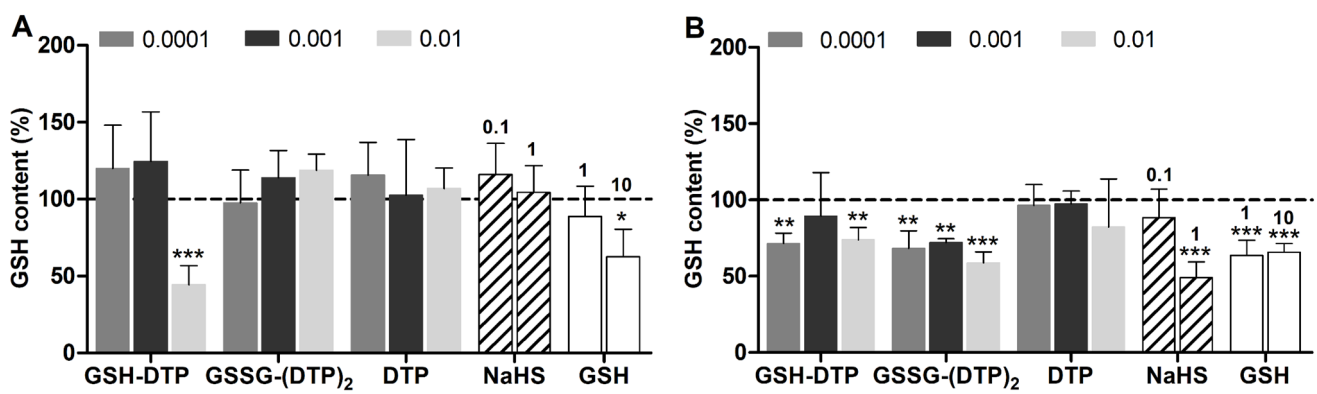 A
0.0001 0.001 0.01
GSH content (%)
200
150
100
50
0
0.1
1
1
10
*
***
GSH-DTP GSSG-(DTP)2 DTP NaHS GSH
B
0.0001 0.001 0.01
GSH content (%)
200
150
100
50
0
0.1
1
***
1
***
10
***
** ** ** ** ***
GSH-DTP GSSG-(DTP)2 DTP NaHS GSH